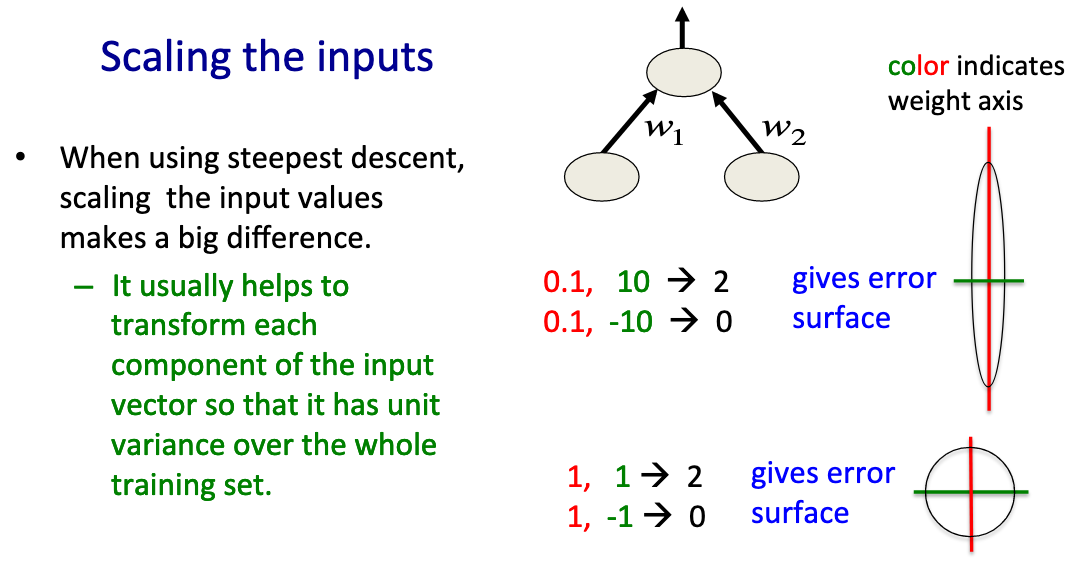 Scaling the inputs
• When using steepest descent,
scaling the input values
makes a big difference.
– It usually helps to
transform each
component of the input
vector so that it has unit
variance over the whole
training set.
w₁ w₂
color indicates
weight axis
0.1, 10 → 2
0.1, -10 → 0
gives error
surface
1, 1 → 2
1, -1 → 0
gives error
surface